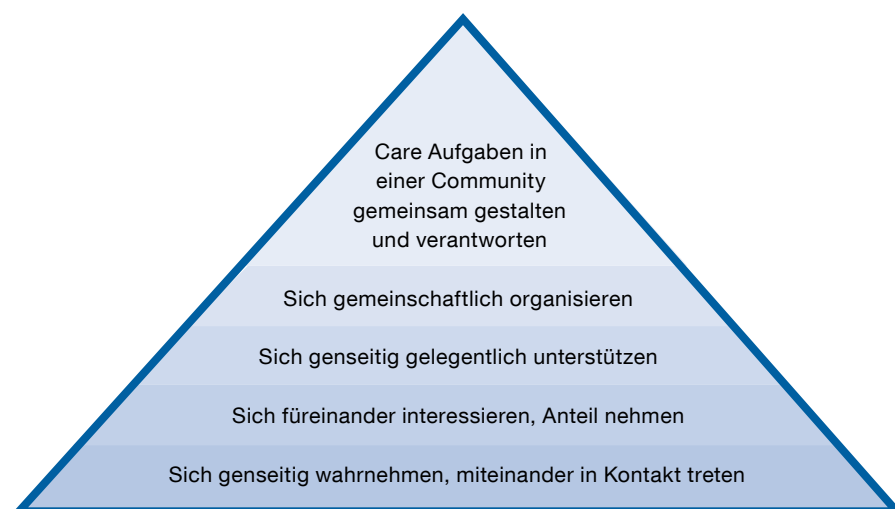 Care Aufgaben in
einer Community
gemeinsam gestalten
und verantworten
Sich gemeinschaftlich organisieren
Sich genseitig gelegentlich unterstützen
Sich füreinander interessieren, Anteil nehmen
Sich genseitig wahrnehmen, miteinander in Kontakt treten